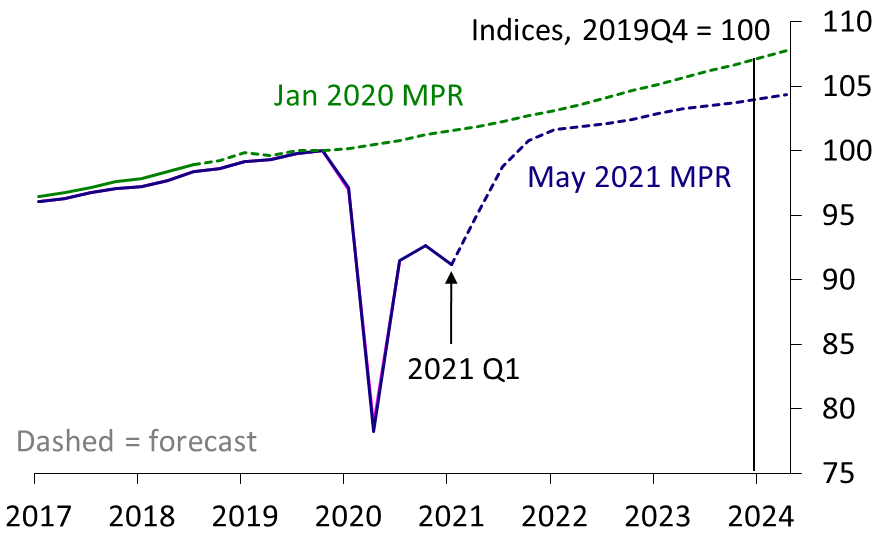 Indices, 2019Q4 = 100
Jan 2020 MPR
May 2021 MPR
2021 Q1
Dashed = forecast
110
105
100
95
90
85
80
75
2017 2018 2019 2020 2021 2022 2023 2024